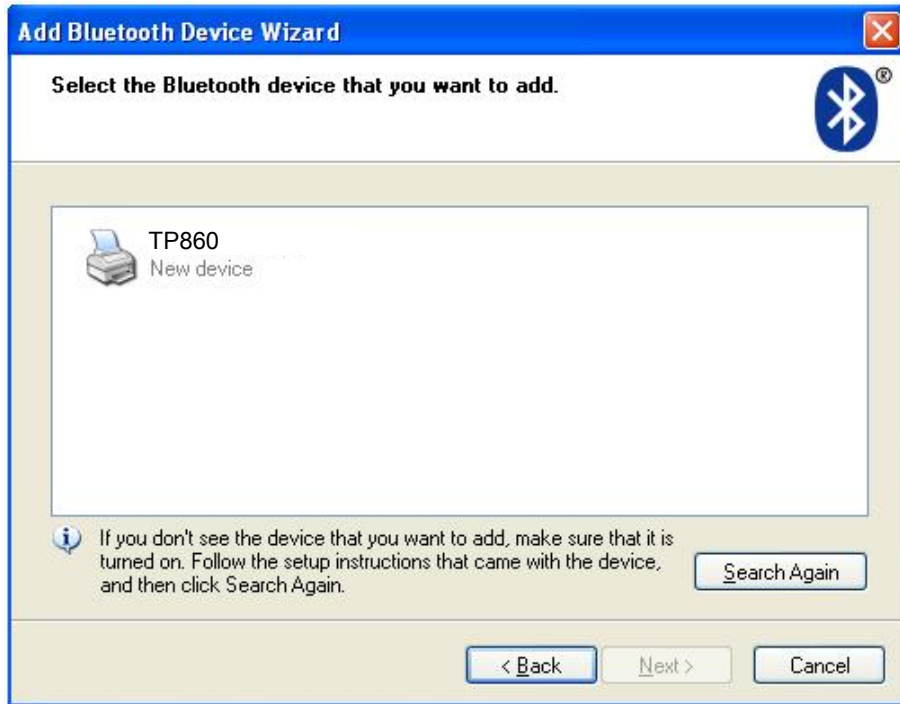 Add Bluetooth Device Wizard
Select the Bluetooth device that you want to add.
®
TP860
New device
If you don't see the device that you want to add, make sure that it is
turned on. Follow the setup instructions that came with the device,
and then click Search Again.
Search Again
< Back
Next >
Cancel